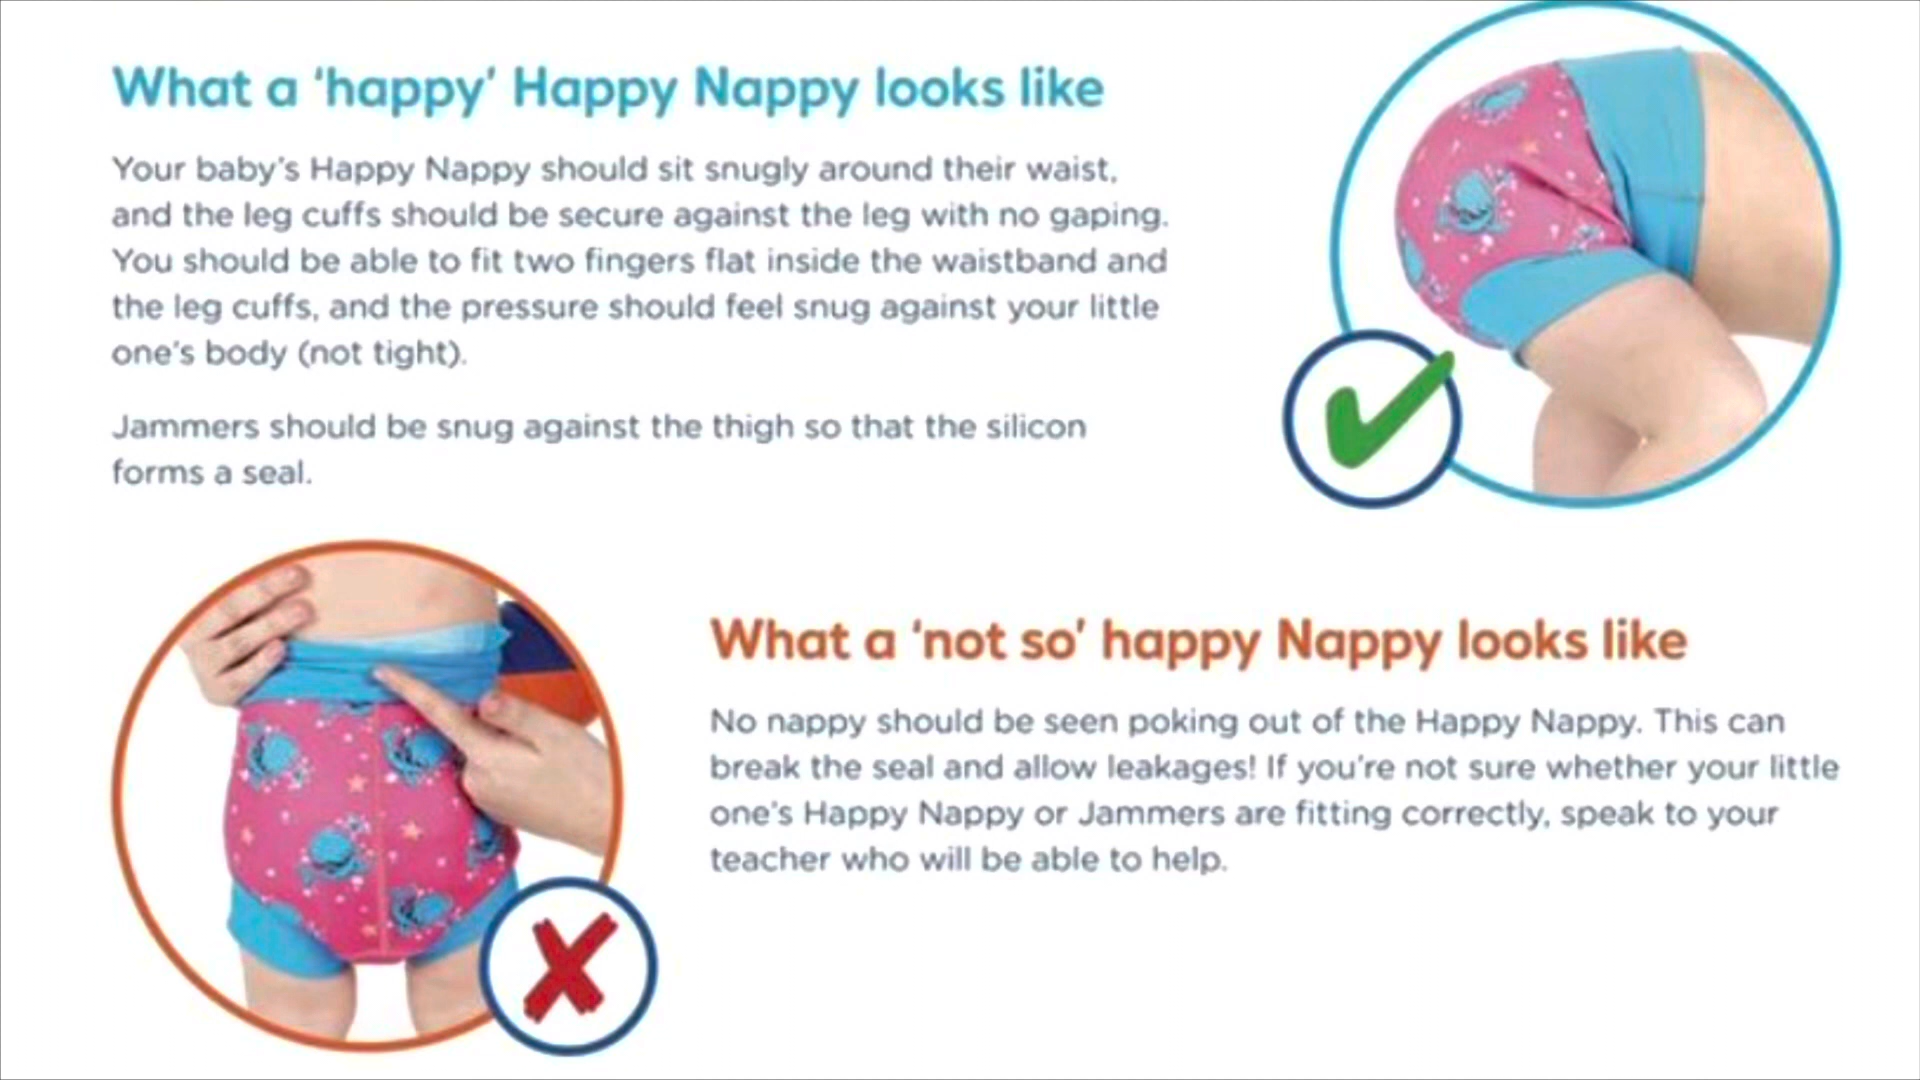 What a ‘happy’ Happy Nappy looks like
Your baby’s Happy Nappy should sit snugly around their waist,
and the leg cuffs should be secure against the leg with no gaping.
You should be able to fit two fingers flat inside the waistband and
the leg cuffs, and the pressure should feel snug against your little
one’s body (not tight).
Jammers should be snug against the thigh so that the silicon
forms a seal.
What a ‘not so’ happy Nappy looks like
No nappy should be seen poking out of the Happy Nappy. This can
break the seal and allow leakages! If you’re not sure whether your little
one’s Happy Nappy or Jammers are fitting correctly, speak to your
teacher who will be able to help.